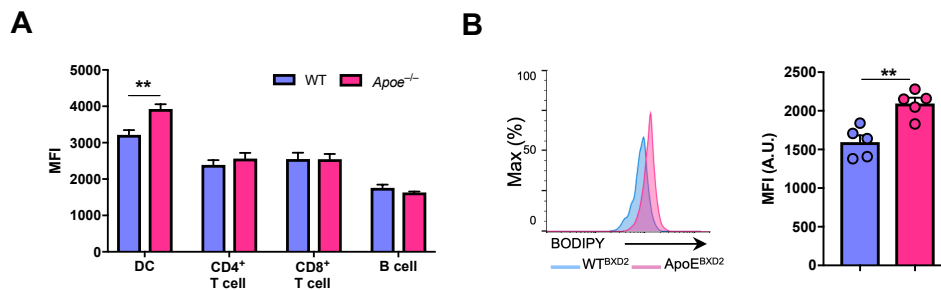 A
MFI
5000
4000
3000
2000
1000
0
WT
Apoe⁻/⁻
**
DC
CD4⁺
T cell
CD8⁺
T cell
B cell
B
Max (%)
100
50
0
BODIPY
WTᴮˣᴰ²
ApoEᴮˣᴰ²
MFI (A.U.)
2500
2000
1500
1000
500
0
**